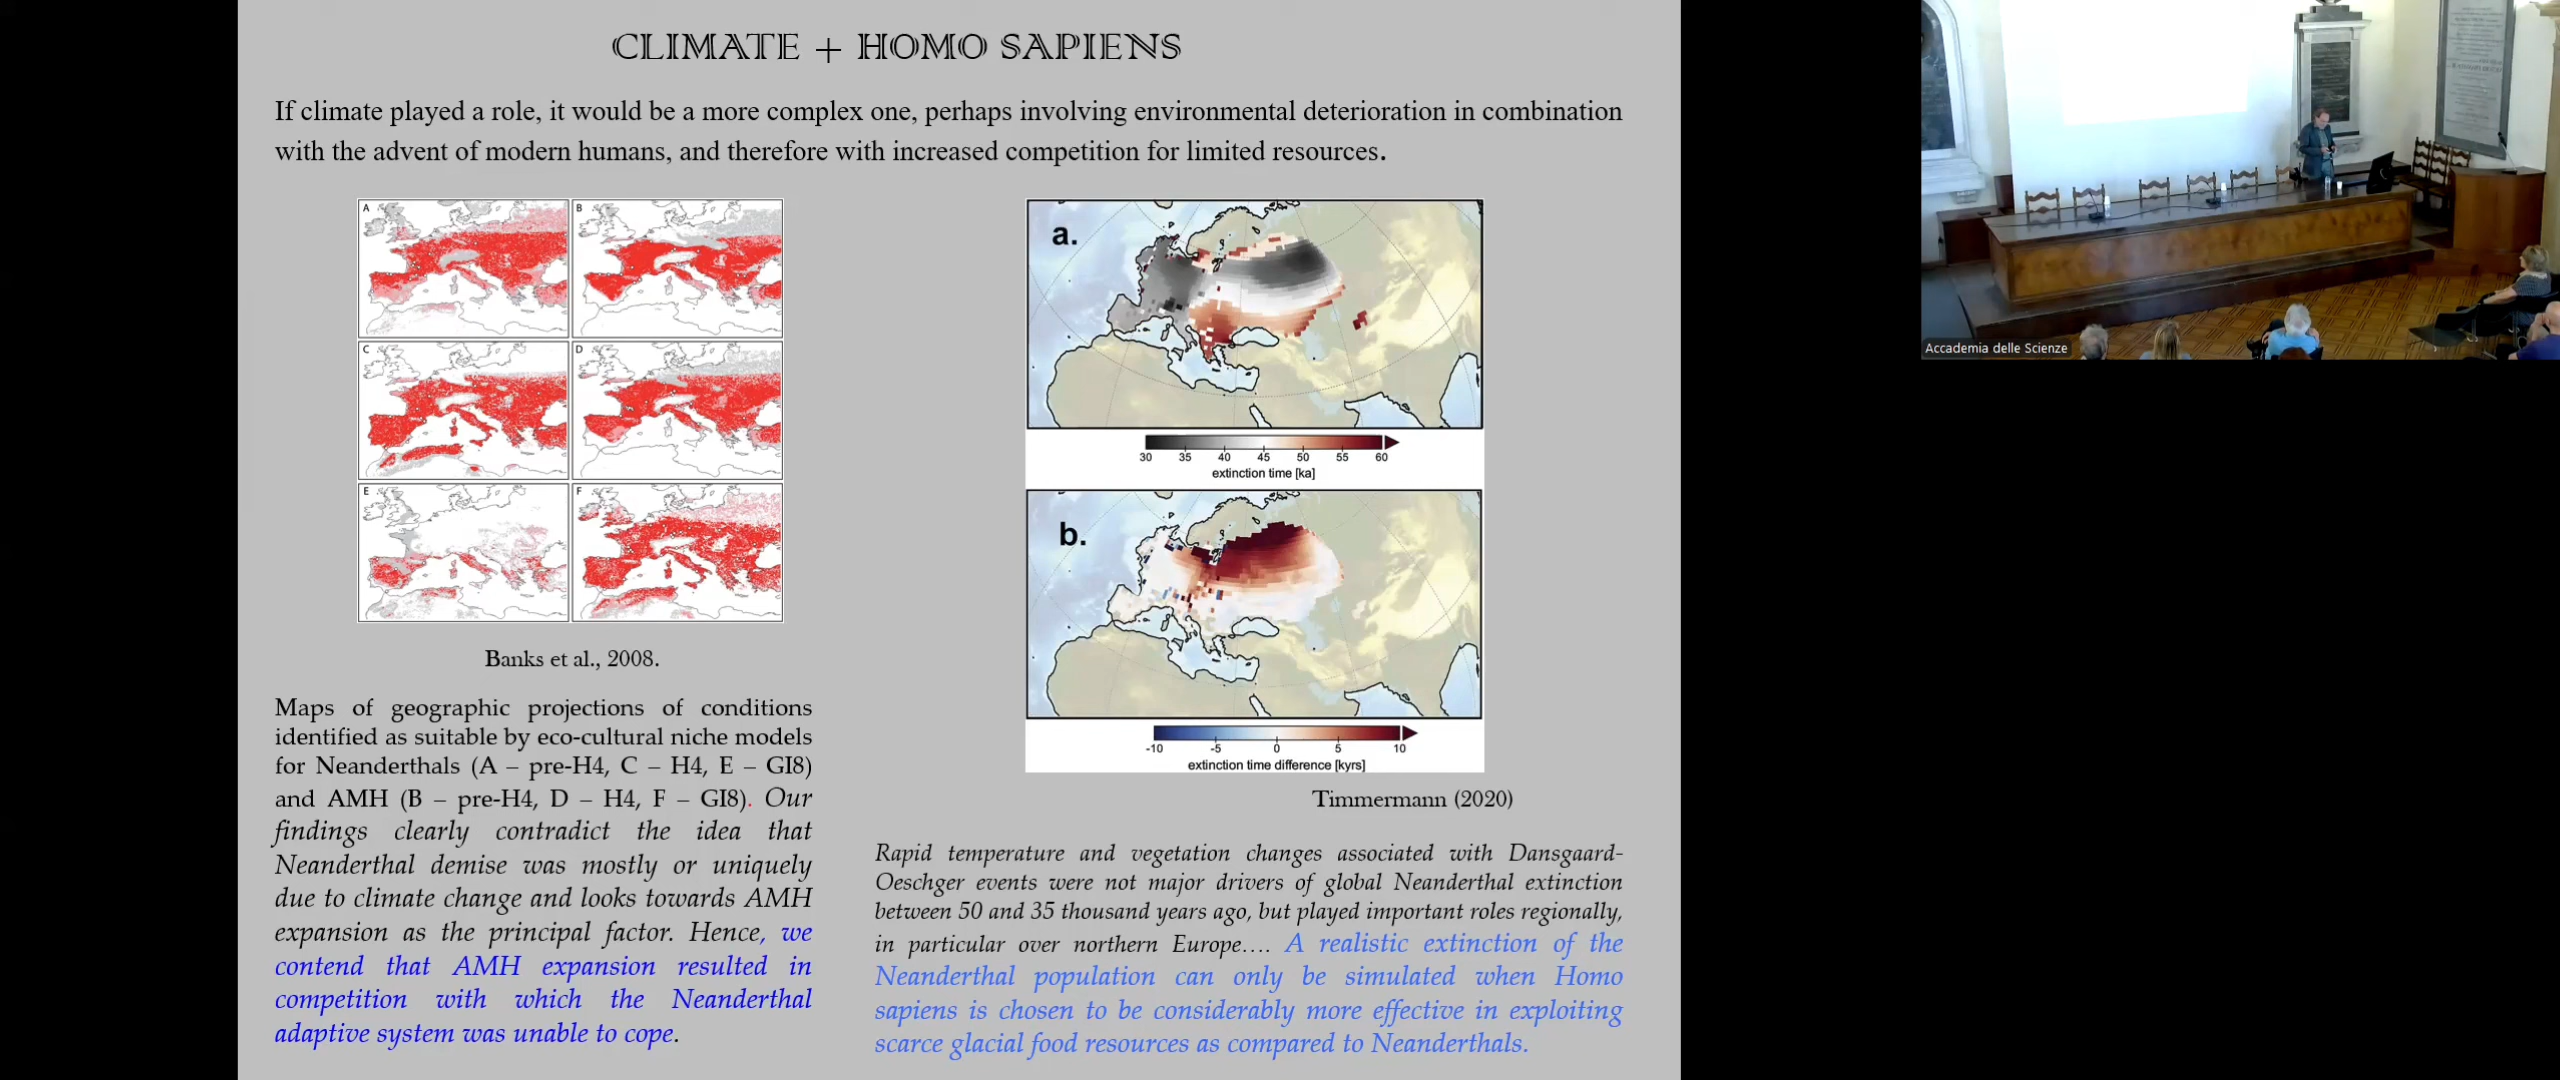 CLIMATE + HOMO SAPIENS
If climate played a role, it would be a more complex one, perhaps involving environmental deterioration in combination
with the advent of modern humans, and therefore with increased competition for limited resources.
A
B
C
D
E
F
Banks et al., 2008.
Maps of geographic projections of conditions
identified as suitable by eco-cultural niche models
for Neanderthals (A – pre-H4, C – H4, E – GI8)
and AMH (B – pre-H4, D – H4, F – GI8). Our
findings clearly contradict the idea that
Neanderthal demise was mostly or uniquely
due to climate change and looks towards AMH
expansion as the principal factor. Hence, we
contend that AMH expansion resulted in
competition with which the Neanderthal
adaptive system was unable to cope.
a.
30 35 40 45 50 55 60
extinction time [ka]
b.
-10 -5 0 5 10
extinction time difference [kyrs]
Timmermann (2020)
Rapid temperature and vegetation changes associated with Dansgaard-
Oeschger events were not major drivers of global Neanderthal extinction
between 50 and 35 thousand years ago, but played important roles regionally,
in particular over northern Europe…. A realistic extinction of the
Neanderthal population can only be simulated when Homo
sapiens is chosen to be considerably more effective in exploiting
scarce glacial food resources as compared to Neanderthals.
Accademia delle Scienze